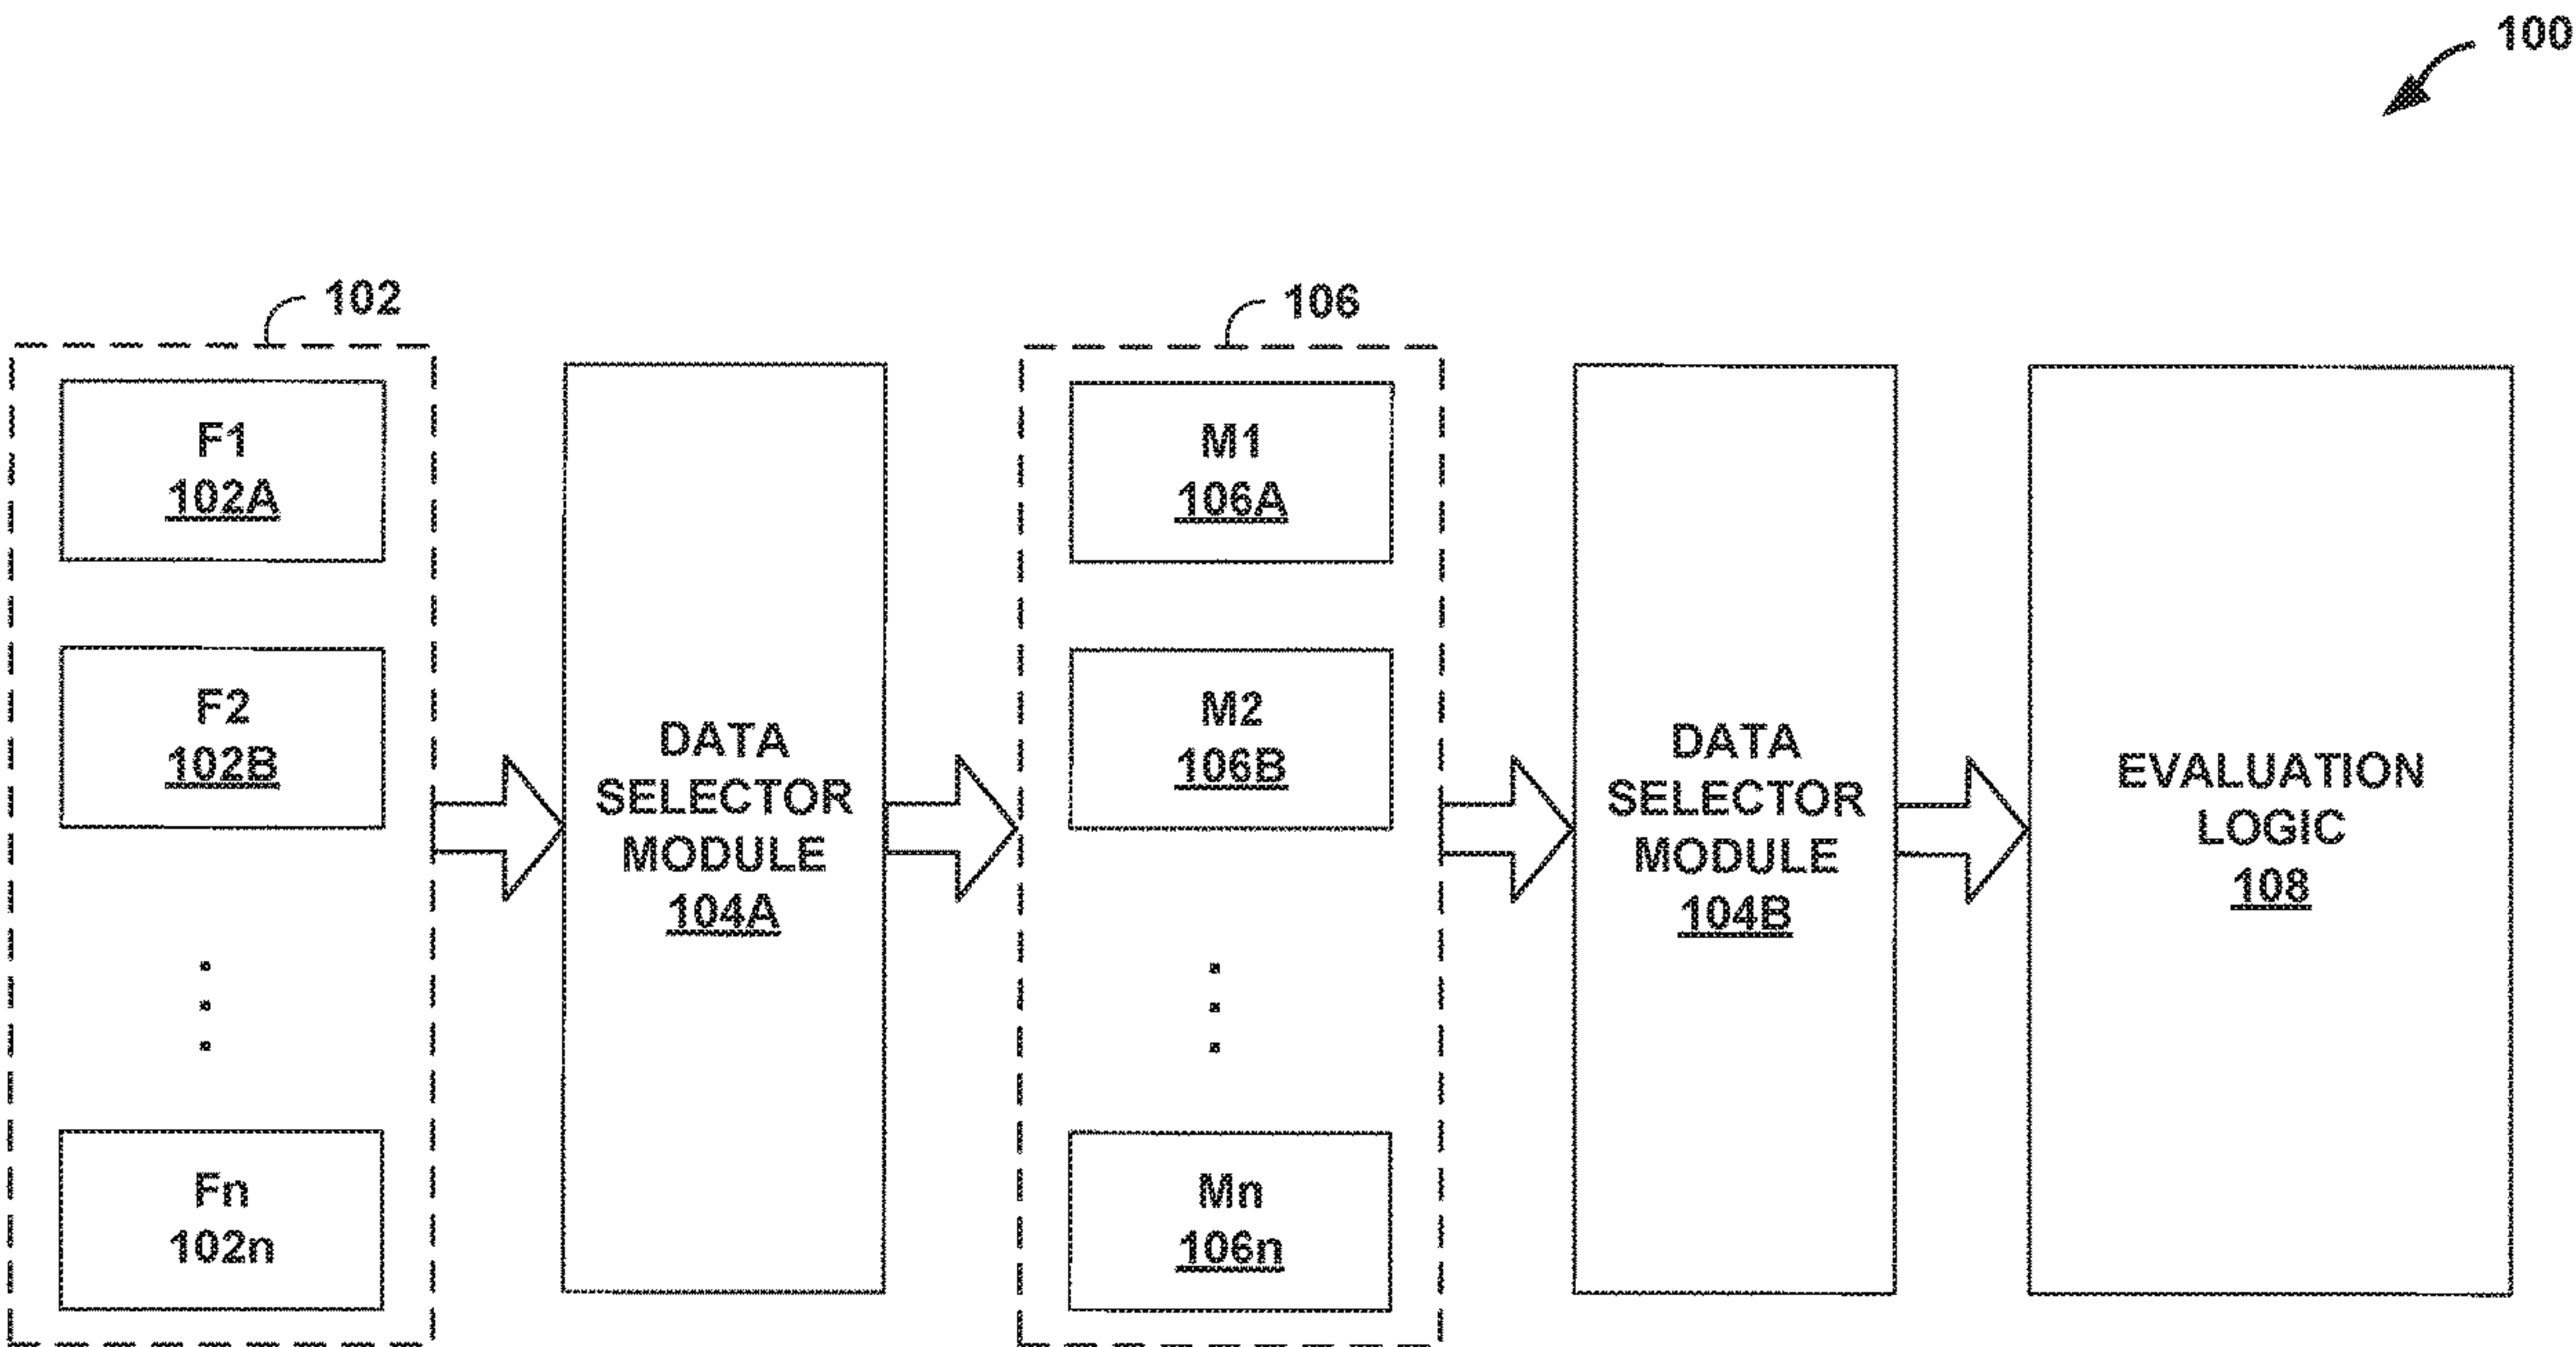 100
102
F1
102A
F2
102B
Fn
102n
DATA
SELECTOR
MODULE
104A
106
M1
106A
M2
106B
Mn
106n
DATA
SELECTOR
MODULE
104B
EVALUATION
LOGIC
108